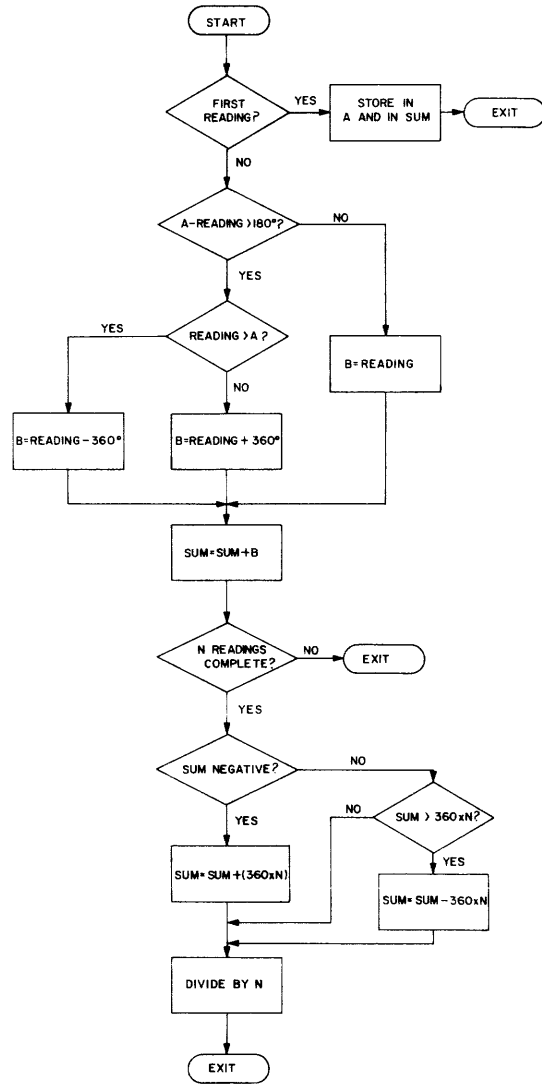 START
FIRST
READING?
YES
STORE IN
A AND IN SUM
EXIT
NO
A-READING>180°?
NO
YES
YES
READING>A?
B=READING
NO
B=READING-360°
B=READING+360°
SUM=SUM+B
N READINGS
COMPLETE?
NO
EXIT
YES
SUM NEGATIVE?
NO
NO
SUM > 360xN?
YES
YES
SUM=SUM+(360xN)
SUM=SUM-360xN
DIVIDE BY N
EXIT